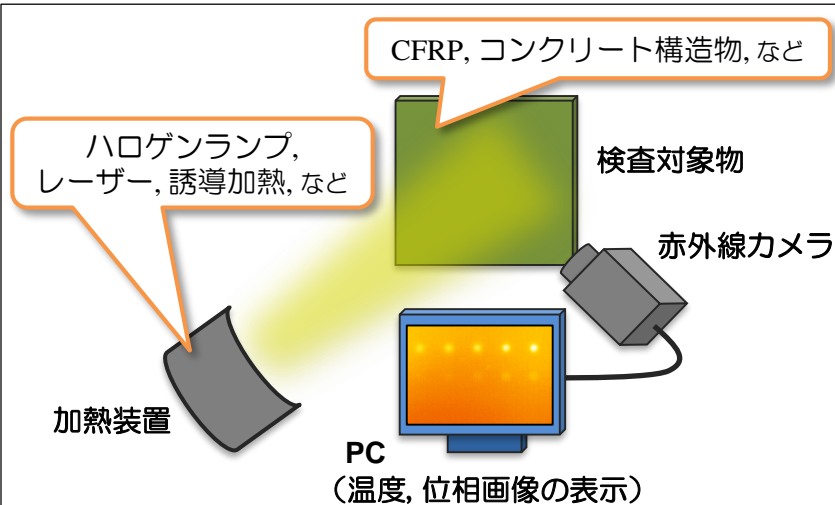 CFRP, コンクリート構造物, など
ハロゲンランプ,
レーザー, 誘導加熱, など
検査対象物
赤外線カメラ
加熱装置
PC
（温度, 位相画像の表示）